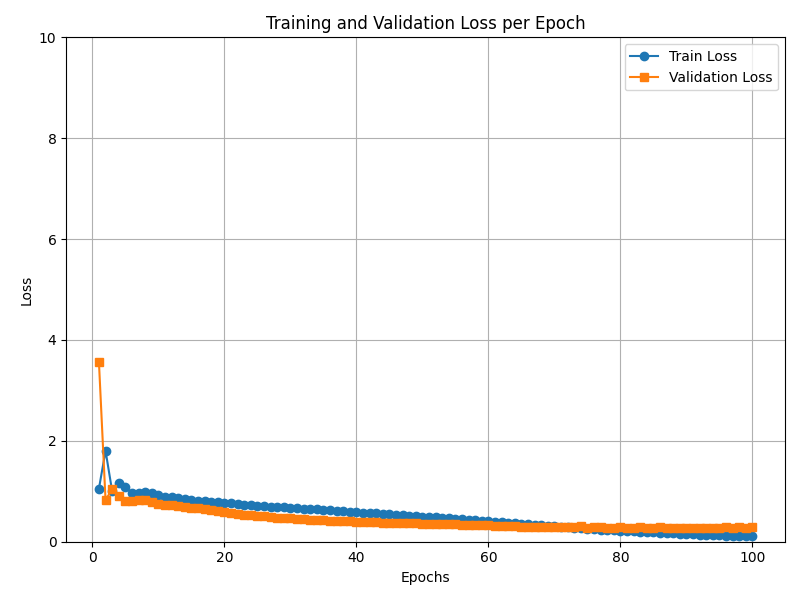 Training and Validation Loss per Epoch
Train Loss
Validation Loss
10
8
6
4
2
0
Loss
0 20 40 60 80 100
Epochs